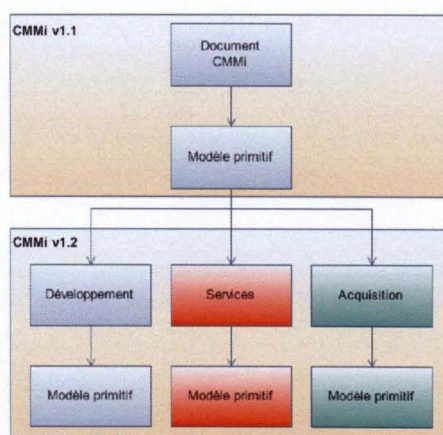 CMMi v1.1
Document
CMMi
Modèle primitif
CMMi v1.2
Développement
Services
Acquisition
Modèle primitif
Modèle primitif
Modèle primitif